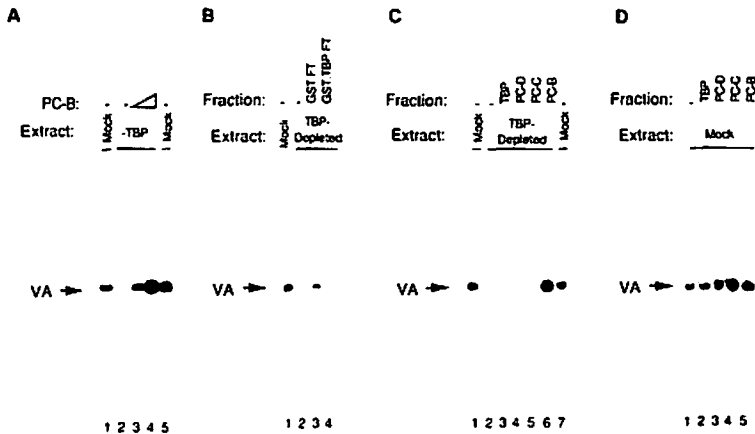 A
PC-B: - - -
Extract: Mock -TBP Mock
VA
1 2 3 4 5
B
Fraction: - - GST FT GST.TBP FT
Extract: Mock TBP-Depleted
VA
1 2 3 4
C
Fraction: - - TBP PC-D PC-C PC-B -
Extract: Mock TBP-Depleted Mock
VA
1 2 3 4 5 6 7
D
Fraction: - TBP PC-D PC-C PC-B
Extract: Mock
VA
1 2 3 4 5